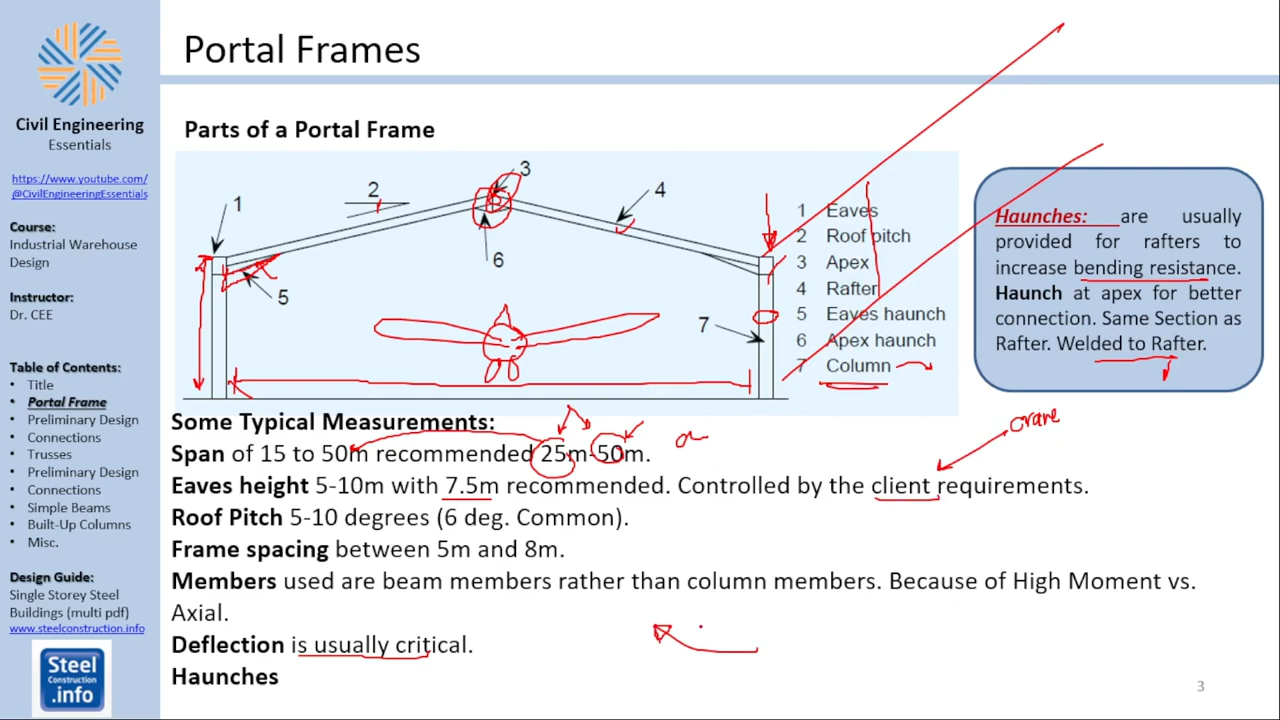 Portal Frames
Civil Engineering
Essentials
https://www.youtube.com/
@CivilEngineeringEssentials
Course:
Industrial Warehouse
Design
Instructor:
Dr. CEE
Table of Contents:
• Title
• Portal Frame
• Preliminary Design
• Connections
• Trusses
• Preliminary Design
• Connections
• Simple Beams
• Built-Up Columns
• Misc.
Design Guide:
Single Storey Steel
Buildings (multi pdf)
www.steelconstruction.info
Steel
Construction
.info
Parts of a Portal Frame
1
2
3
4
5
6
7
1 Eaves
2 Roof pitch
3 Apex
4 Rafter
5 Eaves haunch
6 Apex haunch
7 Column
Haunches: are usually
provided for rafters to
increase bending resistance.
Haunch at apex for better
connection. Same Section as
Rafter. Welded to Rafter.
Some Typical Measurements:
Span of 15 to 50m recommended 25m-50m.
crane
Eaves height 5-10m with 7.5m recommended. Controlled by the client requirements.
Roof Pitch 5-10 degrees (6 deg. Common).
Frame spacing between 5m and 8m.
Members used are beam members rather than column members. Because of High Moment vs.
Axial.
Deflection is usually critical.
Haunches
3